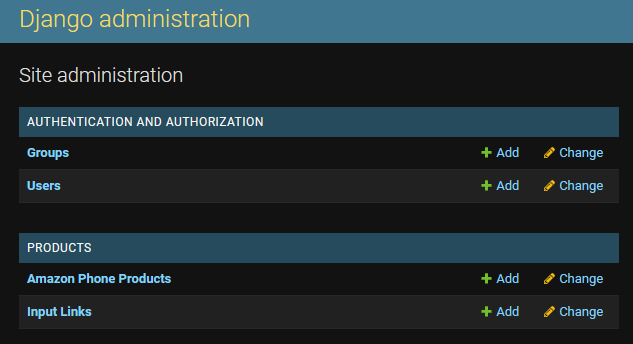 Django administration
Site administration
AUTHENTICATION AND AUTHORIZATION
Groups Add Change
Users Add Change
PRODUCTS
Amazon Phone Products Add Change
Input Links Add Change